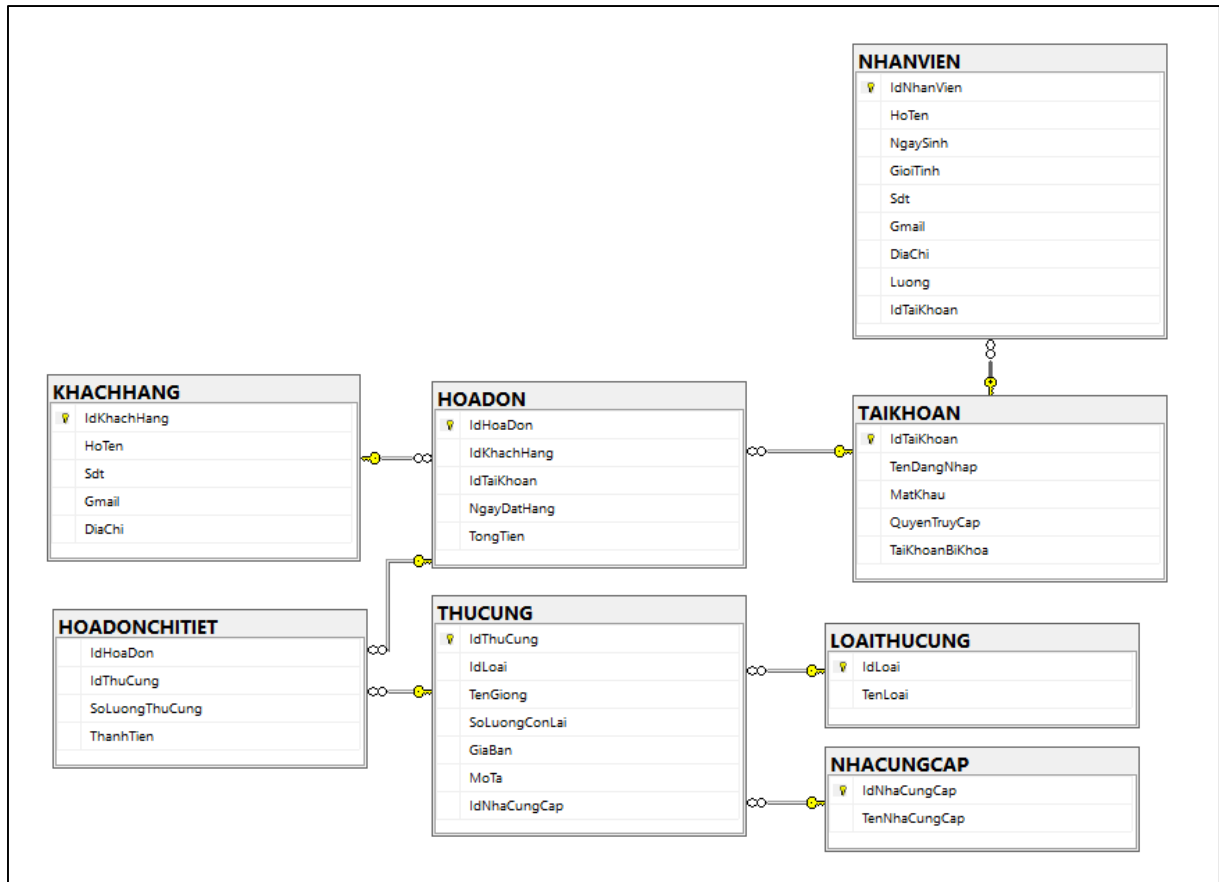 NHANVIEN
IdNhanVien
HoTen
NgaySinh
GioiTinh
Sdt
Gmail
DiaChi
Luong
IdTaiKhoan
KHACHHANG
IdKhachHang
HoTen
Sdt
Gmail
DiaChi
HOADON
IdHoaDon
IdKhachHang
IdTaiKhoan
NgayDatHang
TongTien
TAIKHOAN
IdTaiKhoan
TenDangNhap
MatKhau
QuyenTruyCap
TaiKhoanBiKhoa
HOADONCHITIET
IdHoaDon
IdThuCung
SoLuongThuCung
ThanhTien
THUCUNG
IdThuCung
IdLoai
TenGiong
SoLuongConLai
GiaBan
MoTa
IdNhaCungCap
LOAITHUCUNG
IdLoai
TenLoai
NHACUNGCAP
IdNhaCungCap
TenNhaCungCap